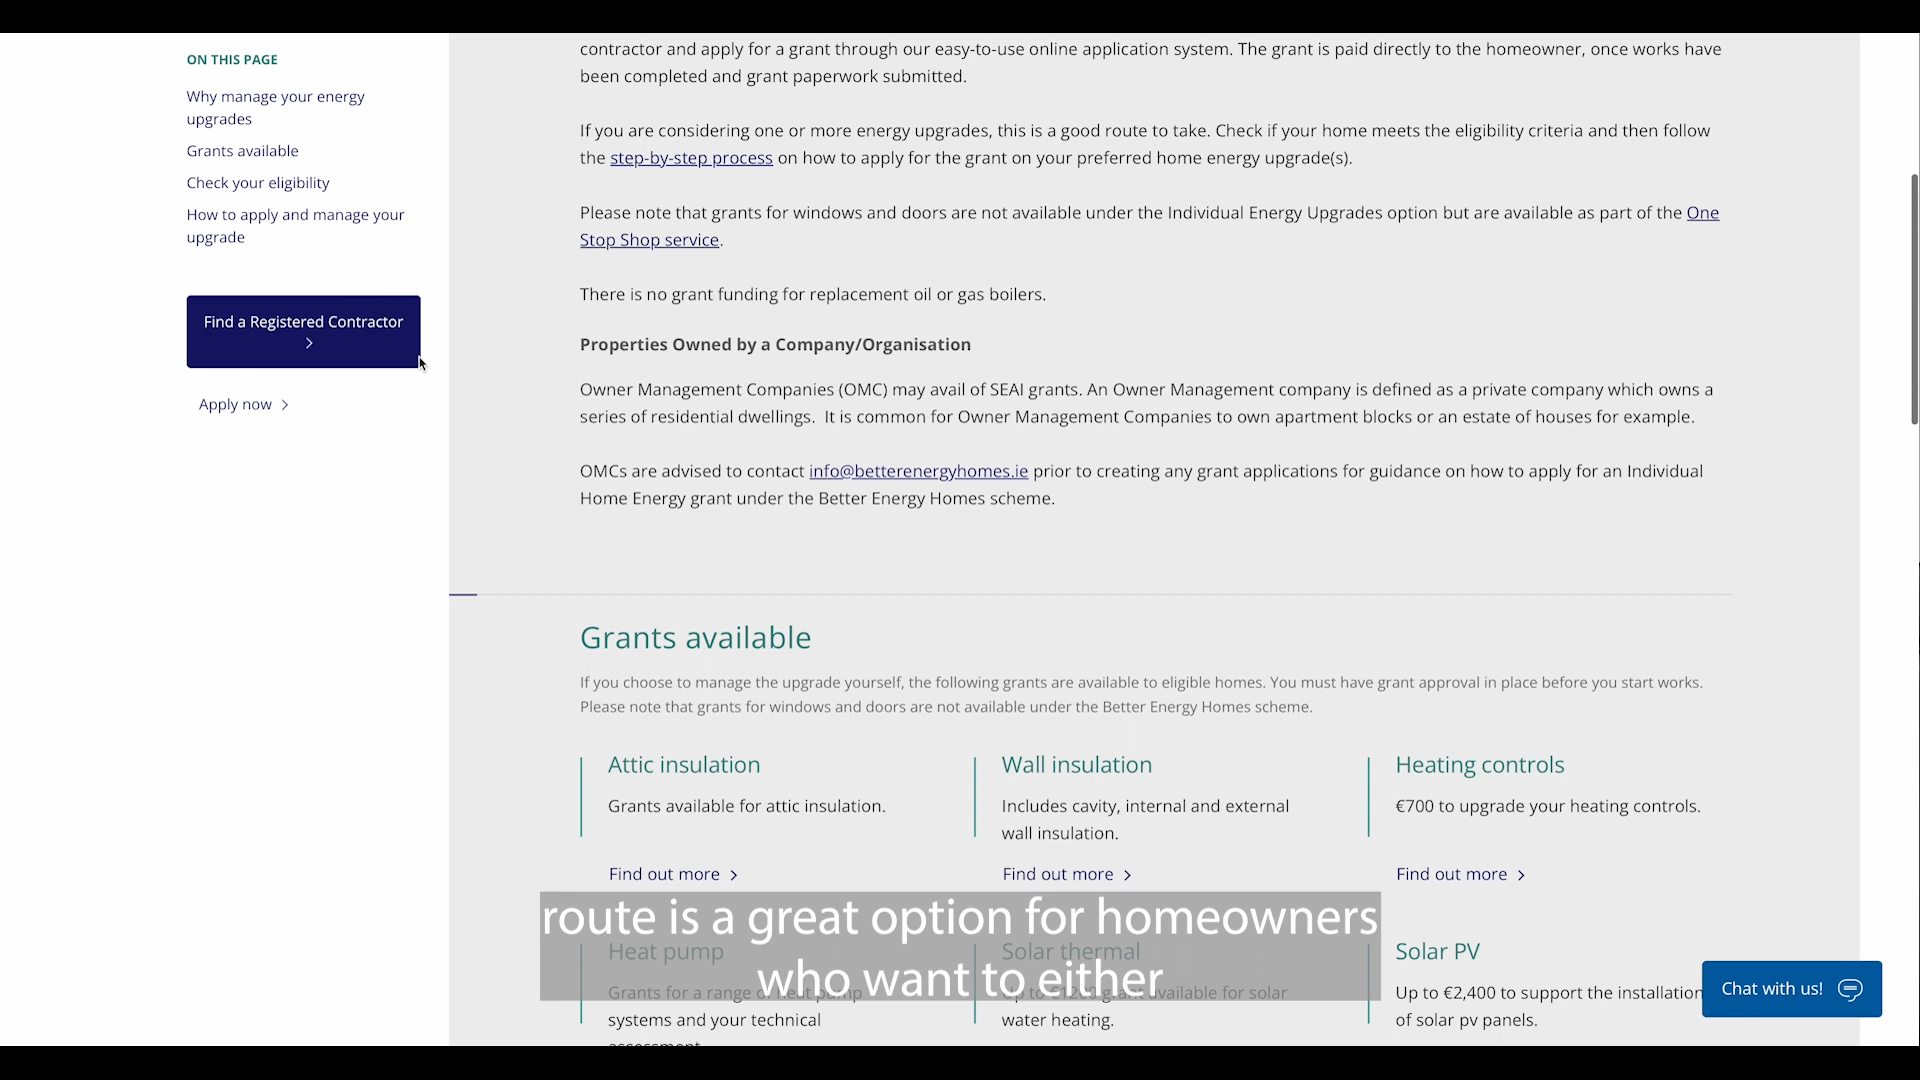 ON THIS PAGE
Why manage your energy
upgrades
Grants available
Check your eligibility
How to apply and manage your
upgrade
Find a Registered Contractor
Apply now
contractor and apply for a grant through our easy-to-use online application system. The grant is paid directly to the homeowner, once works have
been completed and grant paperwork submitted.
If you are considering one or more energy upgrades, this is a good route to take. Check if your home meets the eligibility criteria and then follow
the step-by-step process on how to apply for the grant on your preferred home energy upgrade(s).
Please note that grants for windows and doors are not available under the Individual Energy Upgrades option but are available as part of the One
Stop Shop service.
There is no grant funding for replacement oil or gas boilers.
Properties Owned by a Company/Organisation
Owner Management Companies (OMC) may avail of SEAI grants. An Owner Management company is defined as a private company which owns a
series of residential dwellings. It is common for Owner Management Companies to own apartment blocks or an estate of houses for example.
OMCs are advised to contact info@betterenergyhomes.ie prior to creating any grant applications for guidance on how to apply for an Individual
Home Energy grant under the Better Energy Homes scheme.
Grants available
If you choose to manage the upgrade yourself, the following grants are available to eligible homes. You must have grant approval in place before you start works.
Please note that grants for windows and doors are not available under the Better Energy Homes scheme.
Attic insulation
Grants available for attic insulation.
Find out more
Wall insulation
Includes cavity, internal and external
wall insulation.
Find out more
Heating controls
€700 to upgrade your heating controls.
Find out more
route is a great option for homeowners
who want to either
Heat pump
Grants for a range of heat pump
systems and your technical
assessment
Solar thermal
Up to €1200 grant available for solar
water heating.
Solar PV
Up to €2,400 to support the installation
of solar pv panels.
Chat with us!